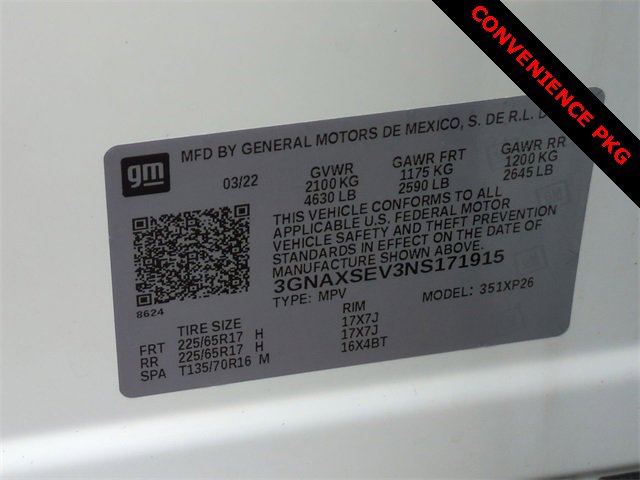 CONVENIENCE PKG
gm
MFD BY GENERAL MOTORS DE MEXICO, S. DE R.L. D
03/22 GVWR GAWR FRT GAWR RR
2100 KG 1175 KG 1200 KG
4630 LB 2590 LB 2645 LB
THIS VEHICLE CONFORMS TO ALL
APPLICABLE U.S. FEDERAL MOTOR
VEHICLE SAFETY AND THEFT PREVENTION
STANDARDS IN EFFECT ON THE DATE OF
MANUFACTURE SHOWN ABOVE.
3GNAXSEV3NS171915
TYPE: MPV MODEL: 351XP26
8624
TIRE SIZE RIM
FRT 225/65R17 H 17X7J
RR 225/65R17 H 17X7J
SPA T135/70R16 M 16X4BT